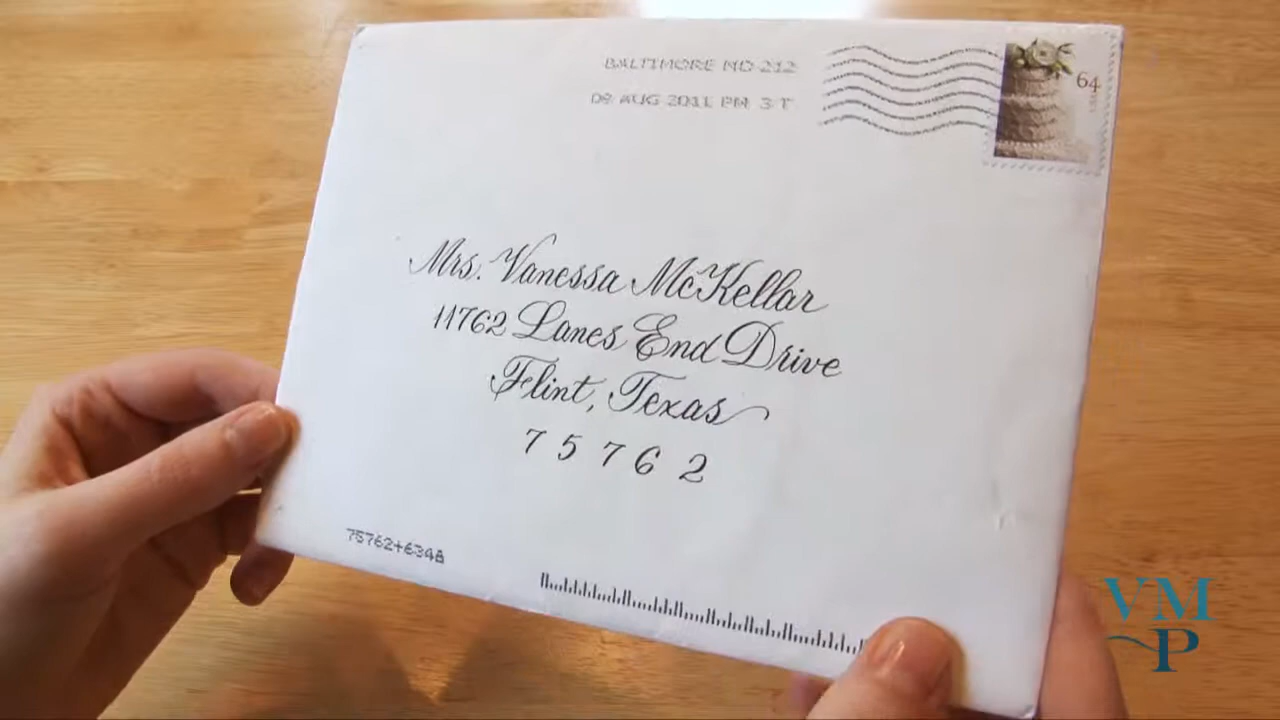 BALTIMORE MD 212
09 AUG 2011 PM 3 T
64
Mrs. Vanessa McKellar
11762 Lanes End Drive
Flint, Texas
7 5 7 6 2
75762+6348
VM
P